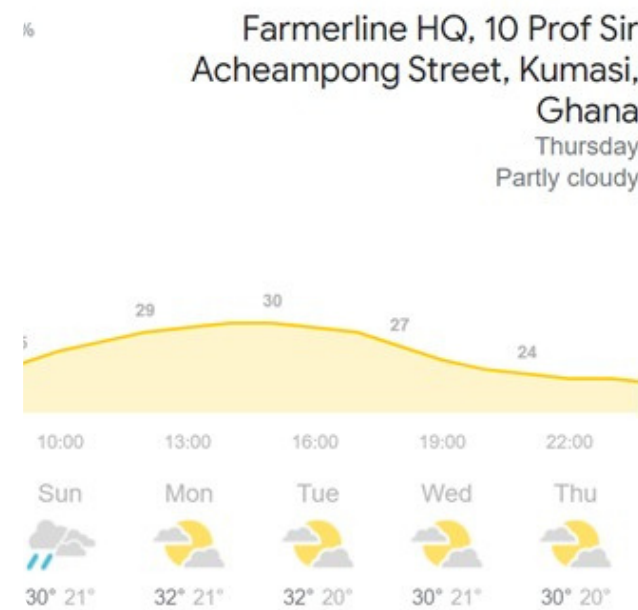 %
Farmerline HQ, 10 Prof Sir
Acheampong Street, Kumasi,
Ghana
Thursday
Partly cloudy
29 30 27 24
10:00 13:00 16:00 19:00 22:00
Sun Mon Tue Wed Thu
30° 21° 32° 21° 32° 20° 30° 21° 30° 20°